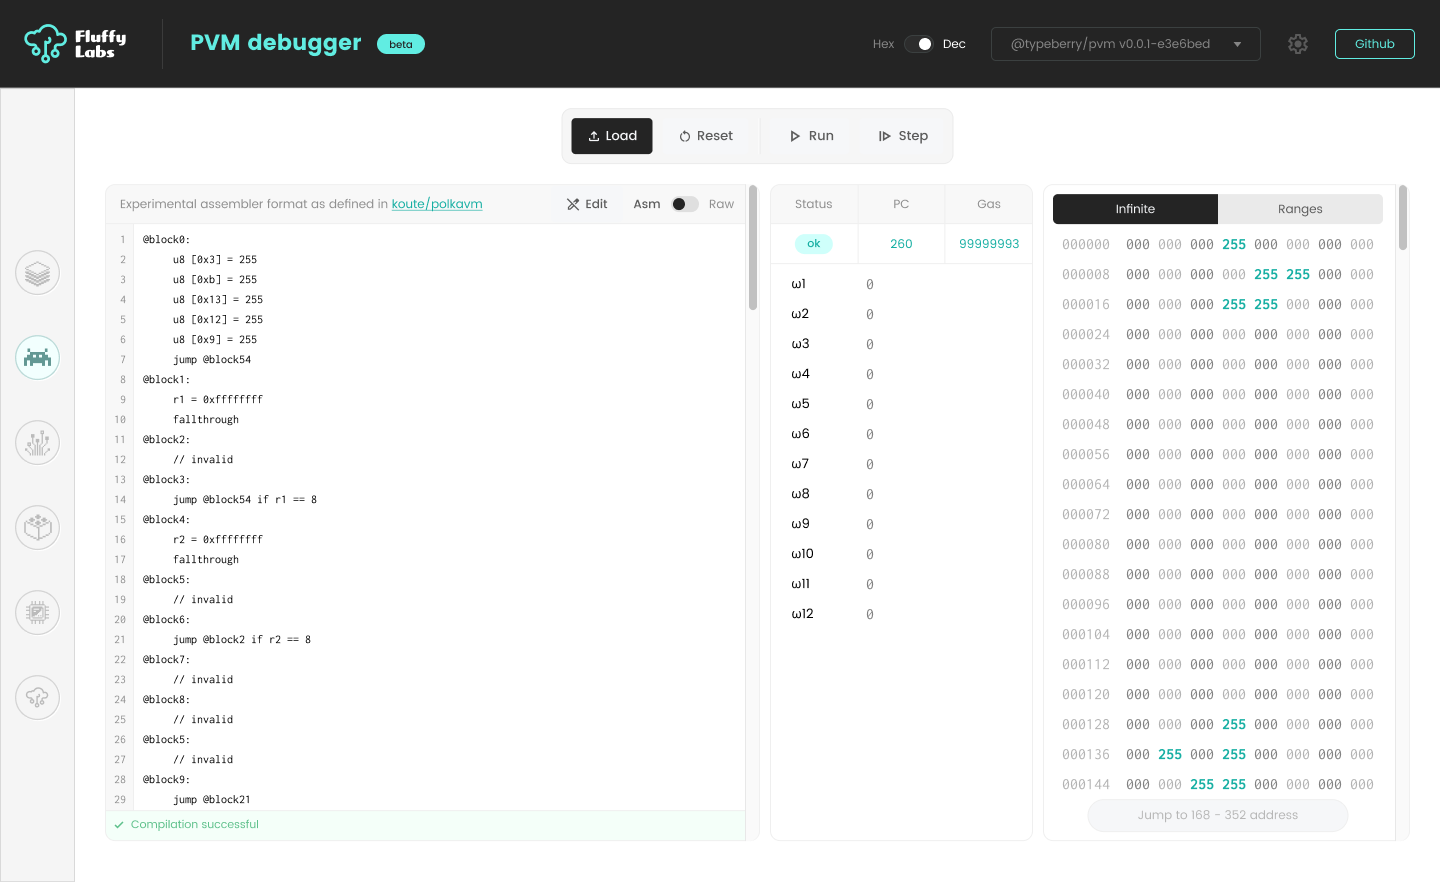 Fluffy Labs
PVM debugger
beta
Hex
Dec
@typeberry/pvm v0.0.1-e3e6bed
Github
Load
Reset
Run
Step
Experimental assembler format as defined in koute/polkavm
Edit
Asm
Raw
1 @block0:
2 u8 [0x3] = 255
3 u8 [0xb] = 255
4 u8 [0x13] = 255
5 u8 [0x12] = 255
6 u8 [0x9] = 255
7 jump @block54
8 @block1:
9 r1 = 0xffffffff
10 fallthrough
11 @block2:
12 // invalid
13 @block3:
14 jump @block54 if r1 == 8
15 @block4:
16 r2 = 0xffffffff
17 fallthrough
18 @block5:
19 // invalid
20 @block6:
21 jump @block2 if r2 == 8
22 @block7:
23 // invalid
24 @block8:
25 // invalid
26 @block5:
27 // invalid
28 @block9:
29 jump @block21
Compilation successful
Status PC Gas
ok 260 99999993
ω1 0
ω2 0
ω3 0
ω4 0
ω5 0
ω6 0
ω7 0
ω8 0
ω9 0
ω10 0
ω11 0
ω12 0
Infinite Ranges
000000 000 000 000 255 000 000 000 000
000008 000 000 000 000 255 255 000 000
000016 000 000 000 255 255 000 000 000
000024 000 000 000 000 000 000 000 000
000032 000 000 000 000 000 000 000 000
000040 000 000 000 000 000 000 000 000
000048 000 000 000 000 000 000 000 000
000056 000 000 000 000 000 000 000 000
000064 000 000 000 000 000 000 000 000
000072 000 000 000 000 000 000 000 000
000080 000 000 000 000 000 000 000 000
000088 000 000 000 000 000 000 000 000
000096 000 000 000 000 000 000 000 000
000104 000 000 000 000 000 000 000 000
000112 000 000 000 000 000 000 000 000
000120 000 000 000 000 000 000 000 000
000128 000 000 000 255 000 000 000 000
000136 000 255 000 255 000 000 000 000
000144 000 000 255 255 000 000 000 000
Jump to 168 - 352 address